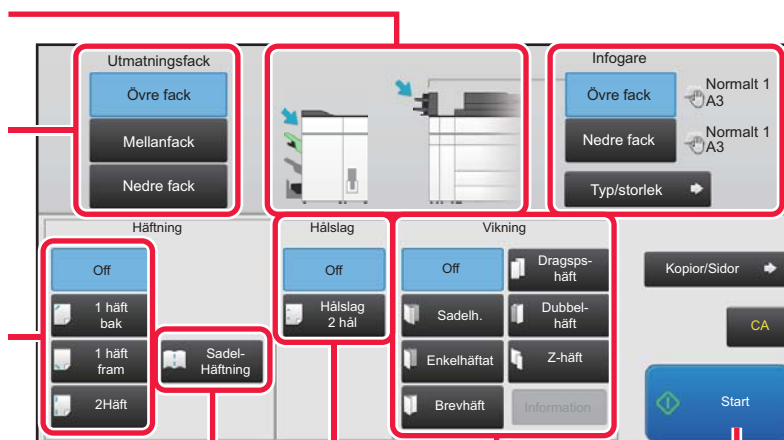 Utmatningsfack
Övre fack
Mellanfack
Nedre fack
Infogare
Övre fack
Normalt 1
A3
Nedre fack
Normalt 1
A3
Typ/storlek
Häftning
Off
1 häft
bak
1 häft
fram
2Häft
Sadel-
Häftning
Hålslag
Off
Hålslag
2 hål
Vikning
Off
Sadelh.
Enkelhäftat
Brevhäft
Dragsps-
häft
Dubbel-
häft
Z-häft
Information
Kopior/Sidor
CA
Start